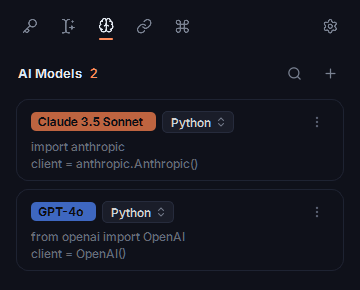 AI Models 2
Claude 3.5 Sonnet Python
import anthropic
client = anthropic.Anthropic()
GPT-4o Python
from openai import OpenAI
client = OpenAI()